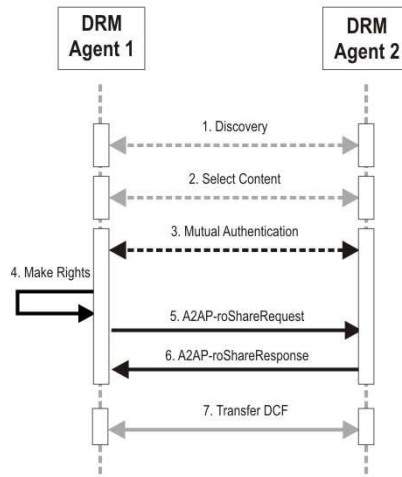 DRM
Agent 1
DRM
Agent 2
1. Discovery
2. Select Content
3. Mutual Authentication
4. Make Rights
5. A2AP-roShareRequest
6. A2AP-roShareResponse
7. Transfer DCF